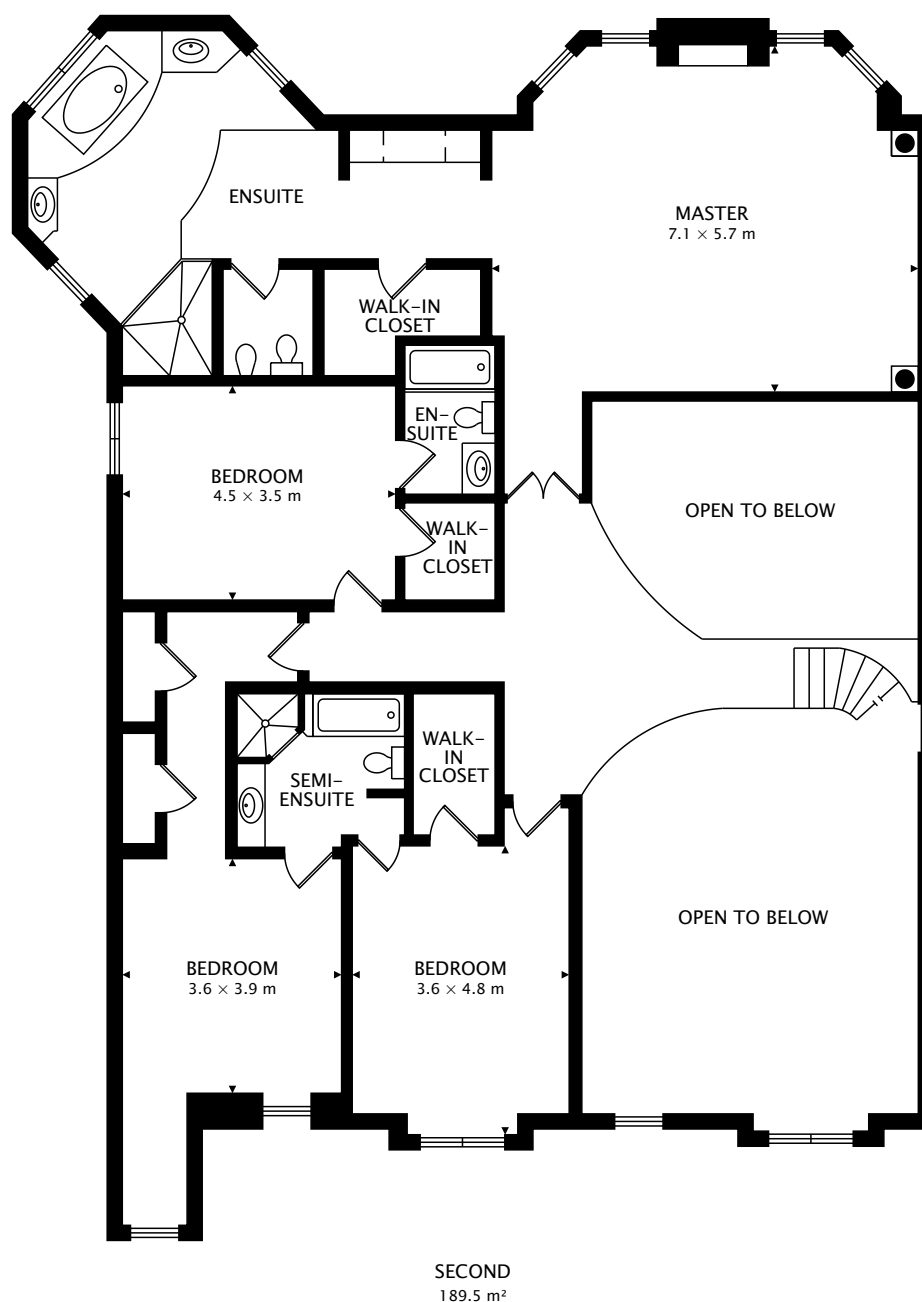 ENSUITE
MASTER
7.1 × 5.7 m
WALK-IN
CLOSET
EN-
SUITE
BEDROOM
4.5 × 3.5 m
OPEN TO BELOW
WALK-
IN
CLOSET
WALK-
IN
CLOSET
SEMI-
ENSUITE
OPEN TO BELOW
BEDROOM
3.6 × 3.9 m
BEDROOM
3.6 × 4.8 m
SECOND
189.5 m²